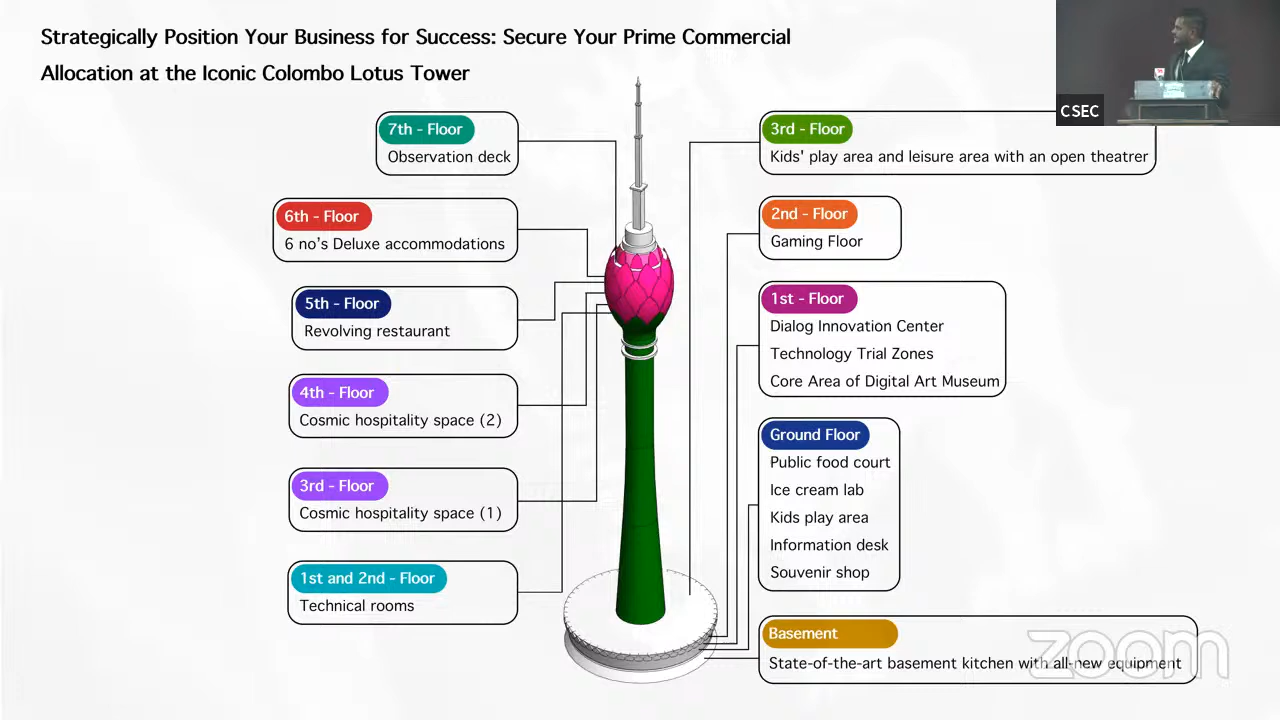 Strategically Position Your Business for Success: Secure Your Prime Commercial
Allocation at the Iconic Colombo Lotus Tower
CSEC
7th - Floor
Observation deck
6th - Floor
6 no's Deluxe accommodations
5th - Floor
Revolving restaurant
4th - Floor
Cosmic hospitality space (2)
3rd - Floor
Cosmic hospitality space (1)
1st and 2nd - Floor
Technical rooms
3rd - Floor
Kids' play area and leisure area with an open theatrer
2nd - Floor
Gaming Floor
1st - Floor
Dialog Innovation Center
Technology Trial Zones
Core Area of Digital Art Museum
Ground Floor
Public food court
Ice cream lab
Kids play area
Information desk
Souvenir shop
Basement
State-of-the-art basement kitchen with all-new equipment
zoom